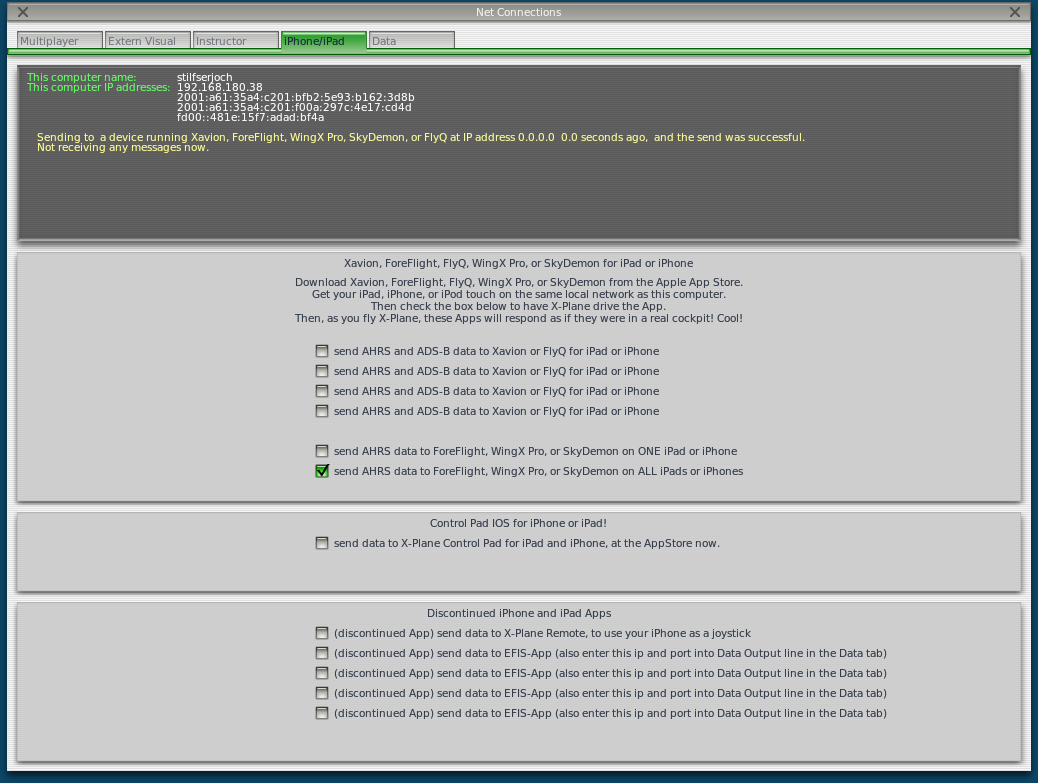 Net Connections
Multiplayer
Extern Visual
Instructor
iPhone/iPad
Data
This computer name: stilfserjoch
This computer IP addresses: 192.168.180.38
2001:a61:35a4:c201:bfb2:5e93:b162:3d8b
2001:a61:35a4:c201:f00a:297c:4e17:cd4d
fd00::481e:15f7:adad:bf4a
Sending to  a device running Xavion, ForeFlight, WingX Pro, SkyDemon, or FlyQ at IP address 0.0.0.0  0.0 seconds ago,  and the send was successful.
Not receiving any messages now.
Xavion, ForeFlight, FlyQ, WingX Pro, or SkyDemon for iPad or iPhone
Download Xavion, ForeFlight, FlyQ, WingX Pro, or SkyDemon from the Apple App Store.
Get your iPad, iPhone, or iPod touch on the same local network as this computer.
Then check the box below to have X-Plane drive the App.
Then, as you fly X-Plane, these Apps will respond as if they were in a real cockpit! Cool!
send AHRS and ADS-B data to Xavion or FlyQ for iPad or iPhone
send AHRS and ADS-B data to Xavion or FlyQ for iPad or iPhone
send AHRS and ADS-B data to Xavion or FlyQ for iPad or iPhone
send AHRS and ADS-B data to Xavion or FlyQ for iPad or iPhone
send AHRS data to ForeFlight, WingX Pro, or SkyDemon on ONE iPad or iPhone
send AHRS data to ForeFlight, WingX Pro, or SkyDemon on ALL iPads or iPhones
Control Pad IOS for iPhone or iPad!
send data to X-Plane Control Pad for iPad and iPhone, at the AppStore now.
Discontinued iPhone and iPad Apps
(discontinued App) send data to X-Plane Remote, to use your iPhone as a joystick
(discontinued App) send data to EFIS-App (also enter this ip and port into Data Output line in the Data tab)
(discontinued App) send data to EFIS-App (also enter this ip and port into Data Output line in the Data tab)
(discontinued App) send data to EFIS-App (also enter this ip and port into Data Output line in the Data tab)
(discontinued App) send data to EFIS-App (also enter this ip and port into Data Output line in the Data tab)